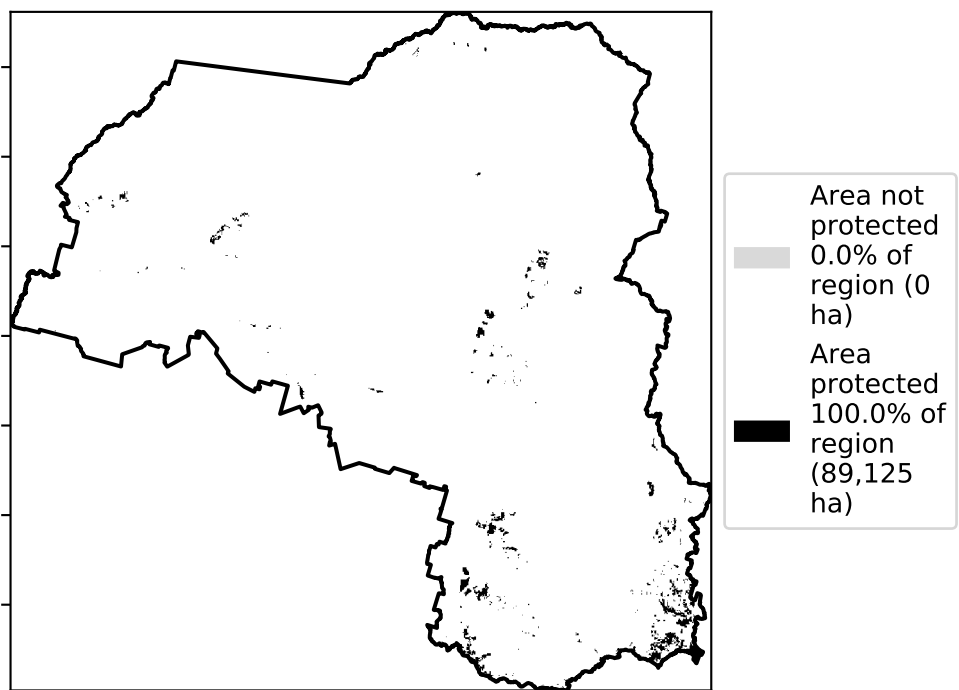 Area not
protected
0.0% of
region (0
ha)
Area
protected
100.0% of
region
(89,125
ha)